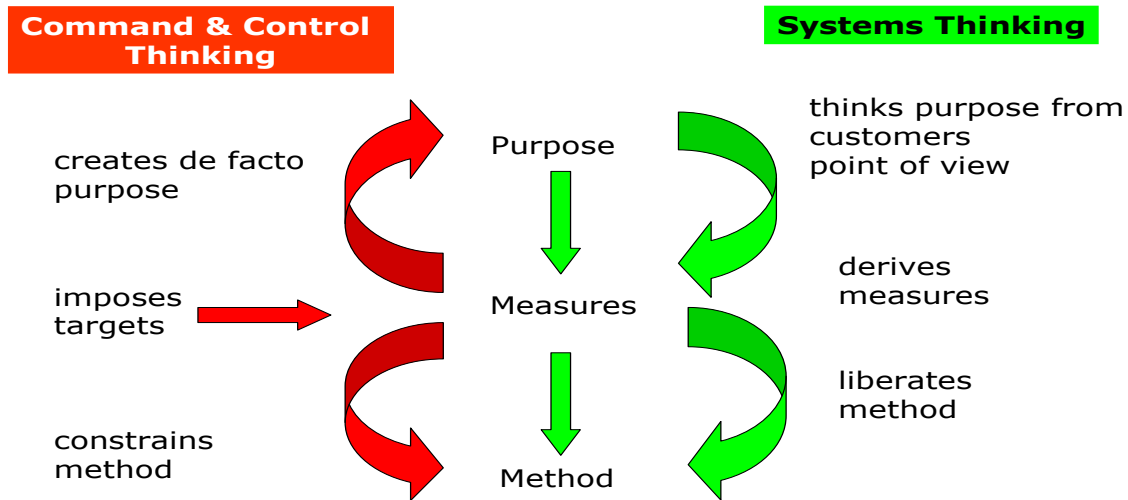 Command & Control
Thinking
Systems Thinking
creates de facto
purpose
imposes
targets
constrains
method
Purpose
Measures
Method
thinks purpose from
customers
point of view
derives
measures
liberates
method